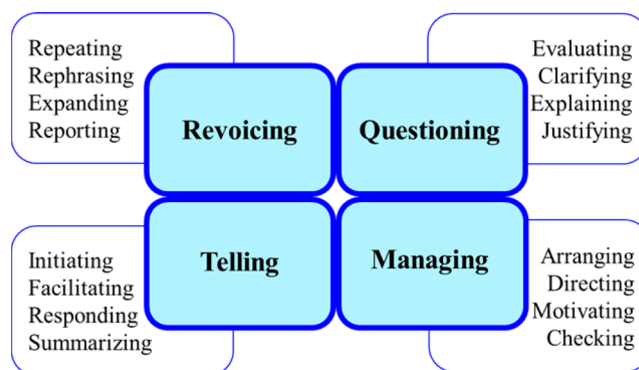 Repeating
Rephrasing
Expanding
Reporting
Revoicing
Evaluating
Clarifying
Explaining
Justifying
Questioning
Initiating
Facilitating
Responding
Summarizing
Telling
Arranging
Directing
Motivating
Checking
Managing